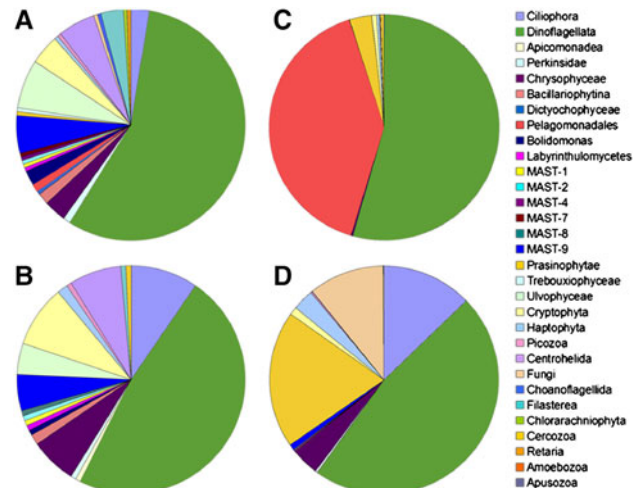 A
C
B
D
Ciliophora
Dinoflagellata
Apicomonadea
Perkinsidae
Chrysophyceae
Bacillariophytina
Dictyochophyceae
Pelagomonadales
Bolidomonas
Labyrinthulomycetes
MAST-1
MAST-2
MAST-4
MAST-7
MAST-8
MAST-9
Prasinophytae
Trebouxiophyceae
Ulvophyceae
Cryptophyta
Haptophyta
Picozoa
Centrohelida
Fungi
Choanoflagellida
Filasterea
Chlorarachniophyta
Cercozoa
Retaria
Amoebozoa
Apusozoa